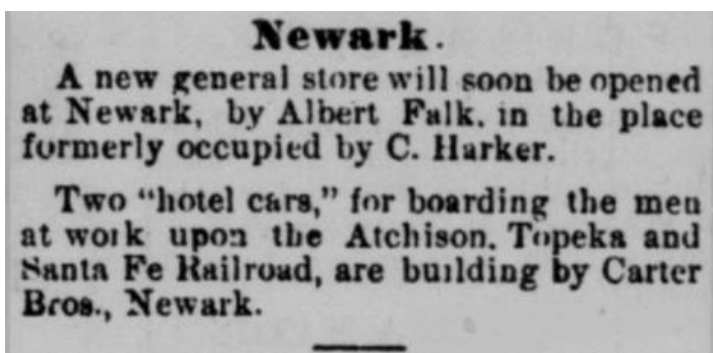 Newark.
A new general store will soon be opened
at Newark, by Albert Falk, in the place
formerly occupied by C. Harker.
Two "hotel cars," for boarding the men
at work upon the Atchison, Topeka and
Santa Fe Railroad, are building by Carter
Bros., Newark.